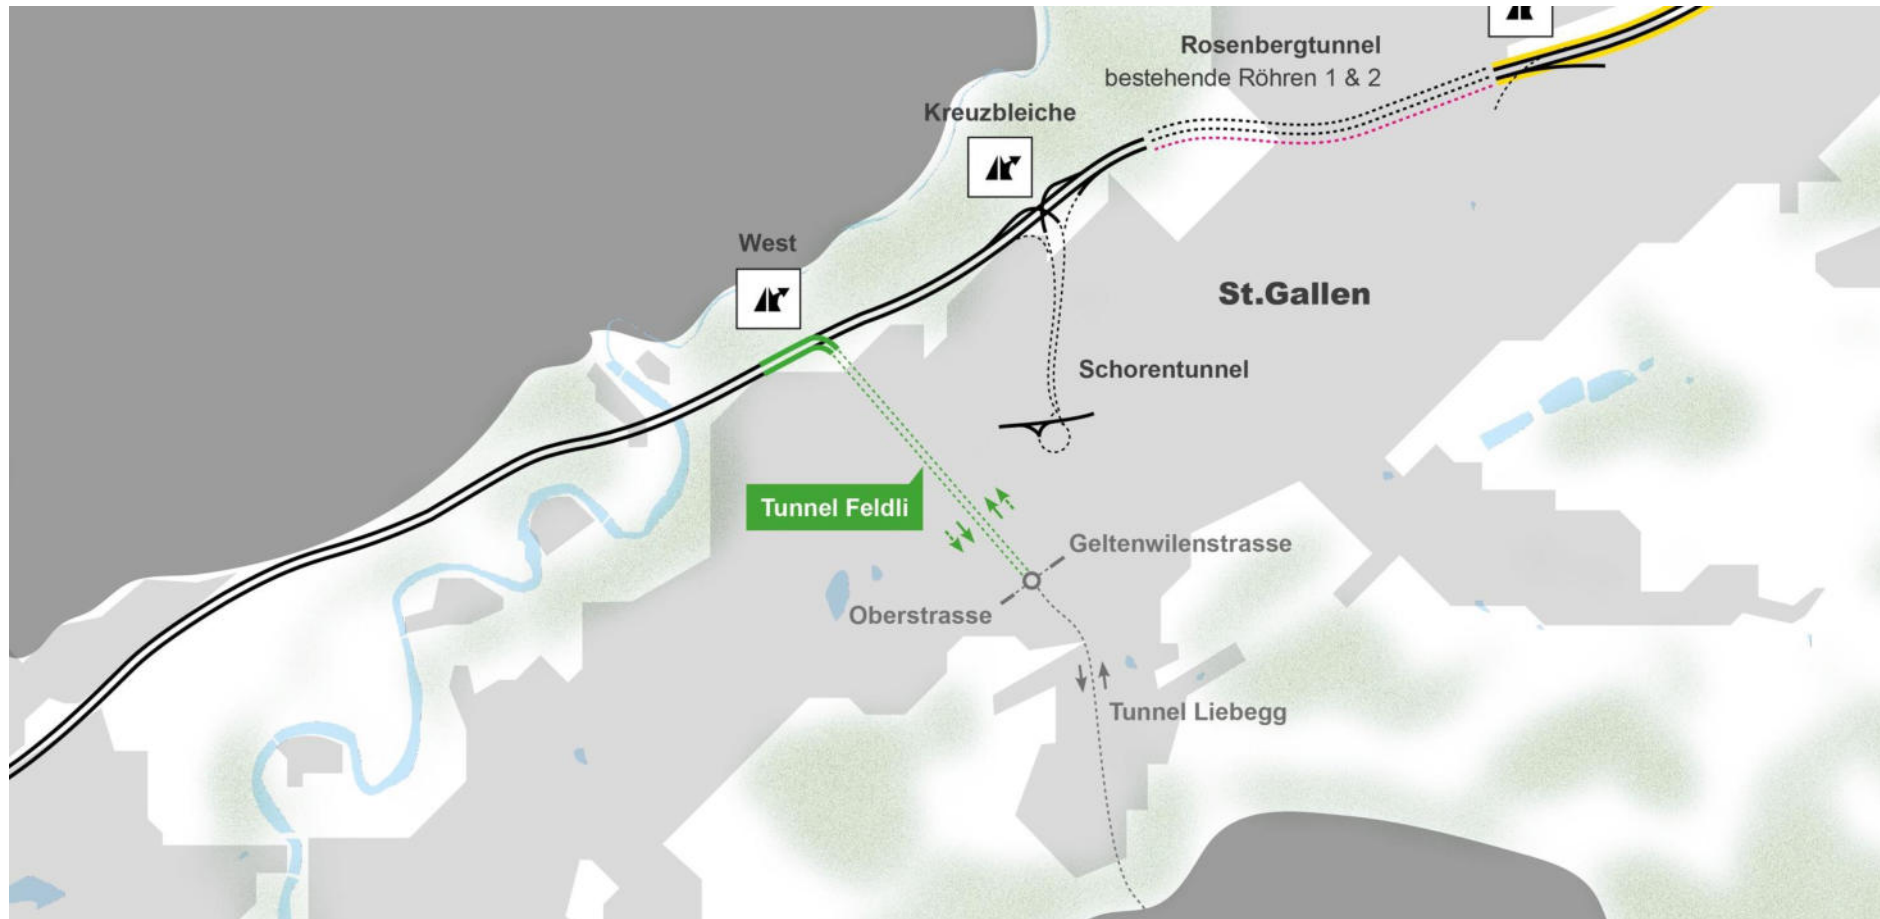 Rosenbergtunnel
bestehende Röhren 1 & 2
Kreuzbleiche
West
St.Gallen
Schorentunnel
Tunnel Feldli
Geltenwilenstrasse
Oberstrasse
Tunnel Liebegg